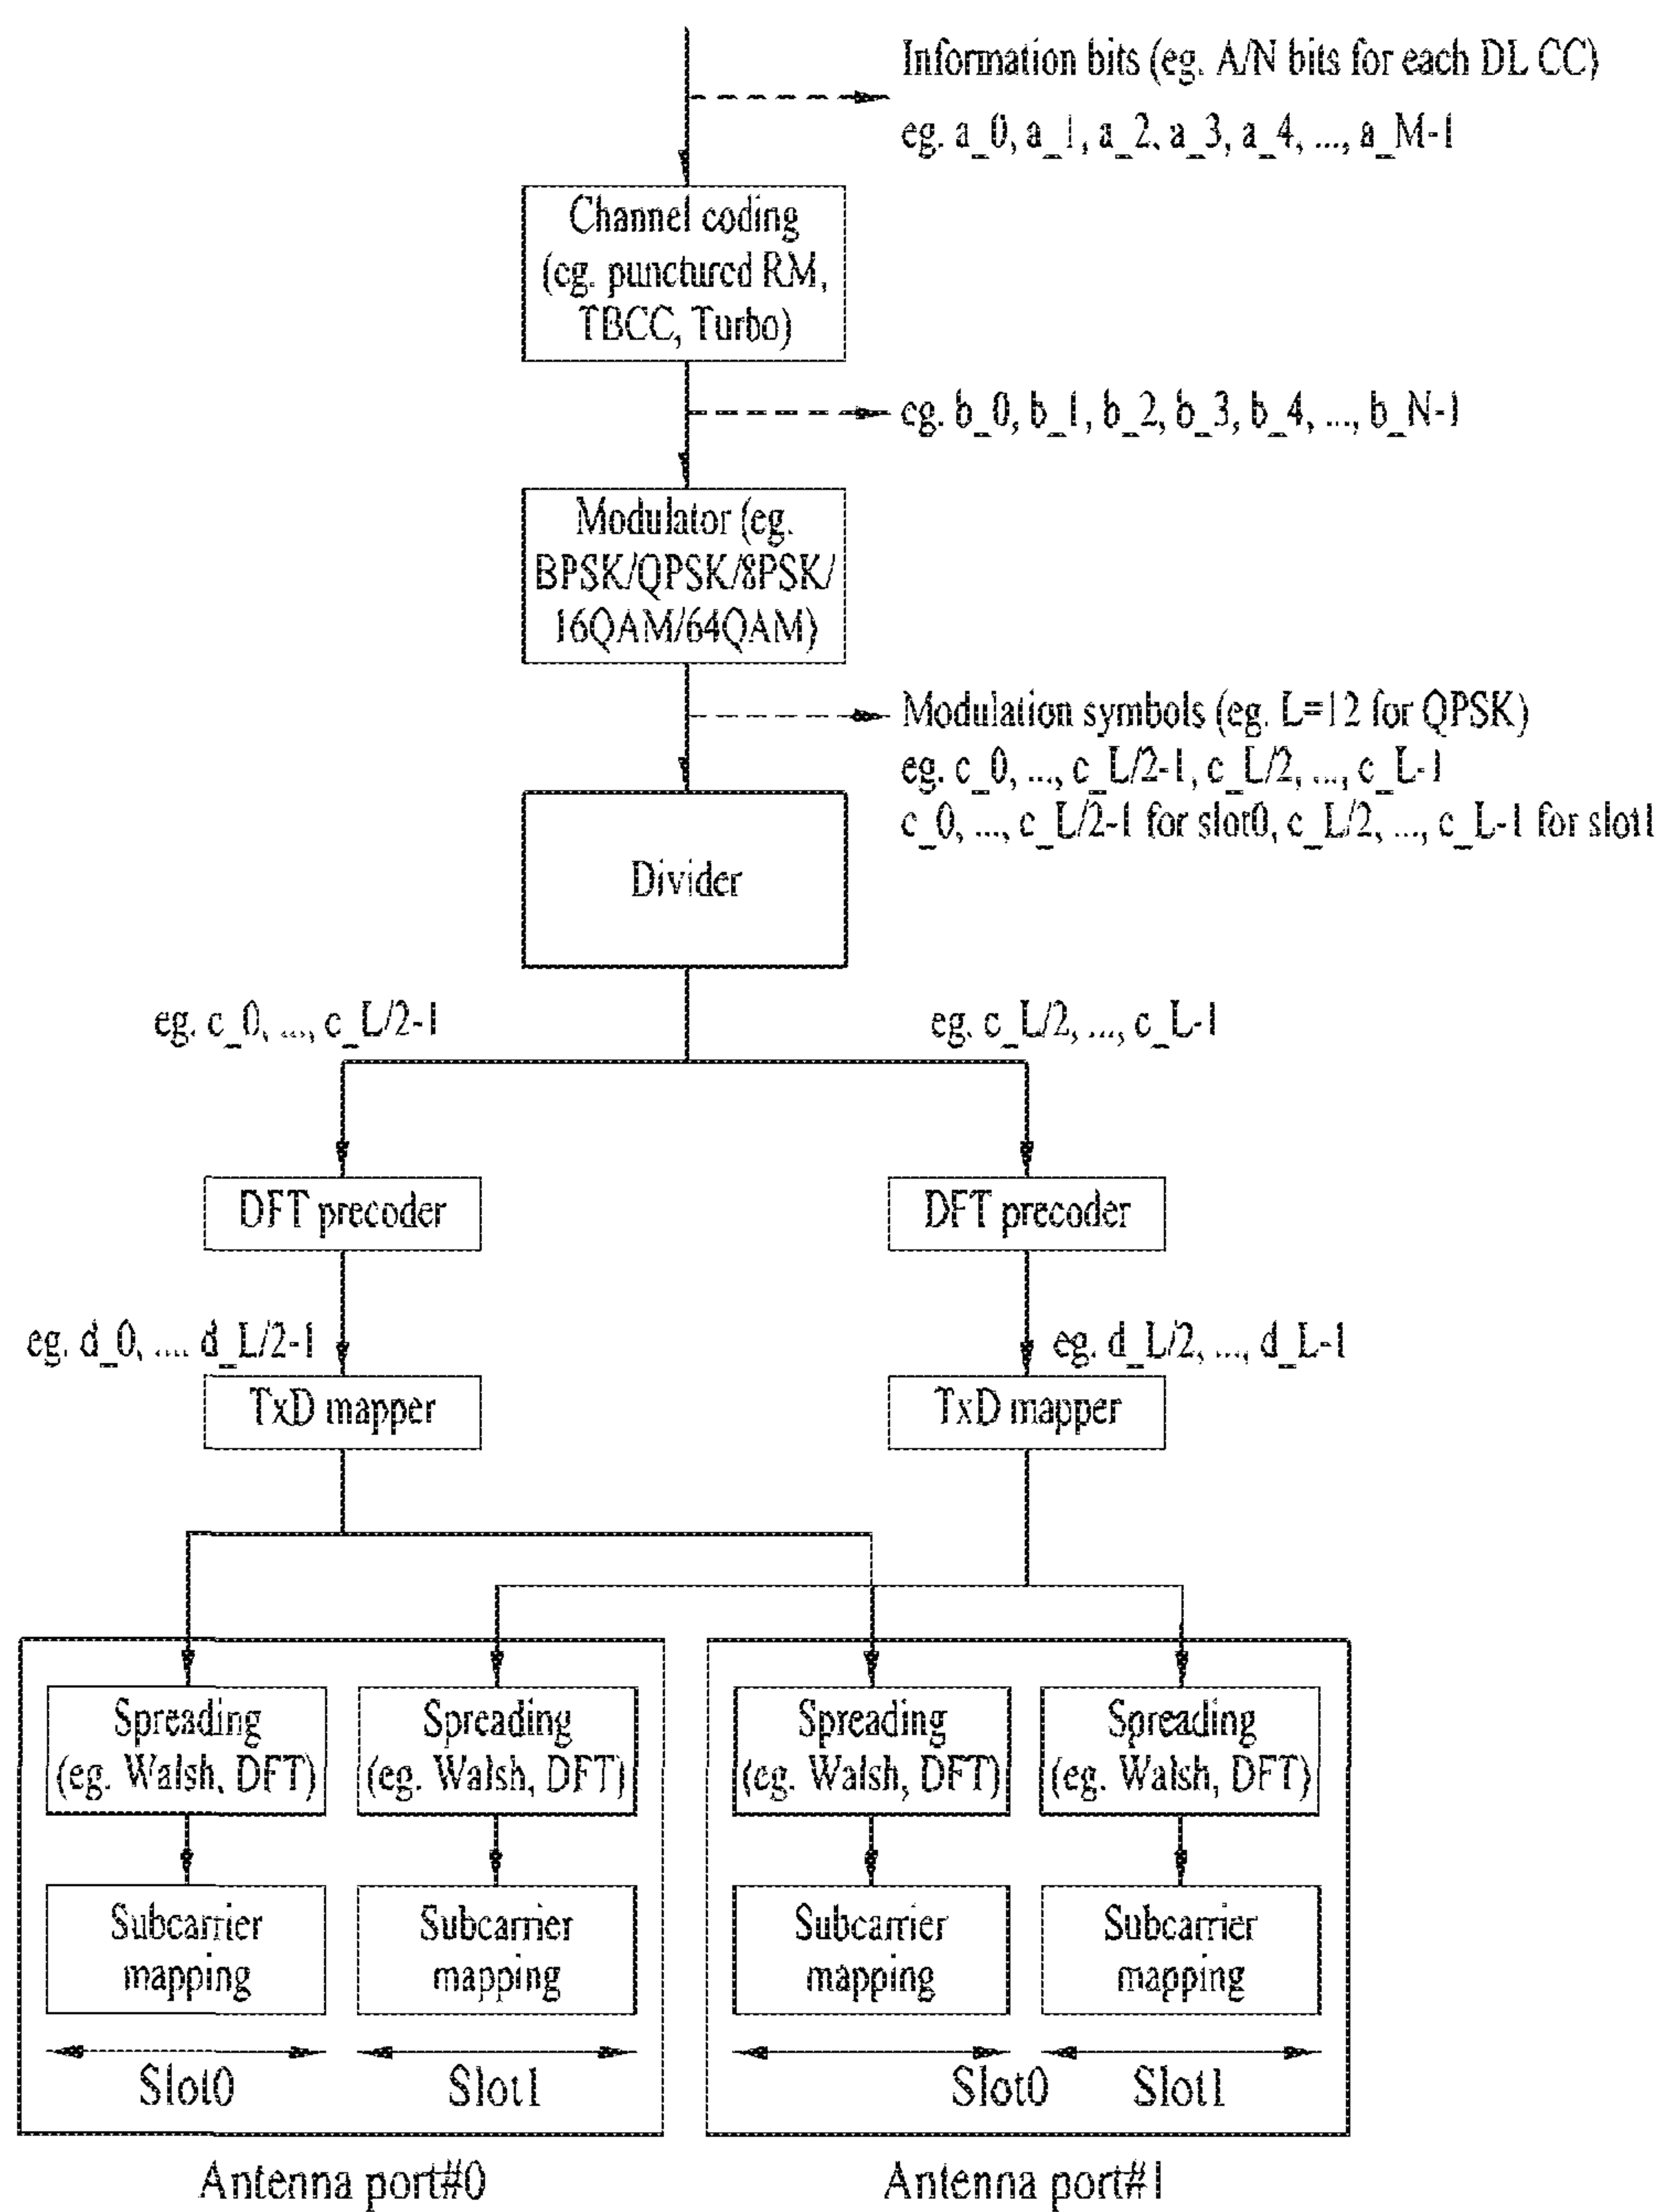 Information bits (eg. A/N bits for each DL CC)
eg. a_0, a_1, a_2, a_3, a_4, ..., a_M-1
Channel coding
(eg. punctured RM,
TBCC, Turbo)
eg. b_0, b_1, b_2, b_3, b_4, ..., b_N-1
Modulator (eg.
BPSK/QPSK/8PSK/
16QAM/64QAM)
Modulation symbols (eg. L=12 for QPSK)
eg. c_0, ..., c_L/2-1, c_L/2, ..., c_L-1
c_0, ..., c_L/2-1 for slot0, c_L/2, ..., c_L-1 for slot1
Divider
eg. c_0, ..., c_L/2-1
eg. c_L/2, ..., c_L-1
DFT precoder
DFT precoder
eg. d_0, .... d_L/2-1
eg. d_L/2, ..., d_L-1
TxD mapper
TxD mapper
Spreading
(eg. Walsh, DFT)
Spreading
(eg. Walsh, DFT)
Spreading
(eg. Walsh, DFT)
Spreading
(eg. Walsh, DFT)
Subcarrier
mapping
Subcarrier
mapping
Subcarrier
mapping
Subcarrier
mapping
Slot0
Slot1
Slot0
Slot1
Antenna port#0
Antenna port#1